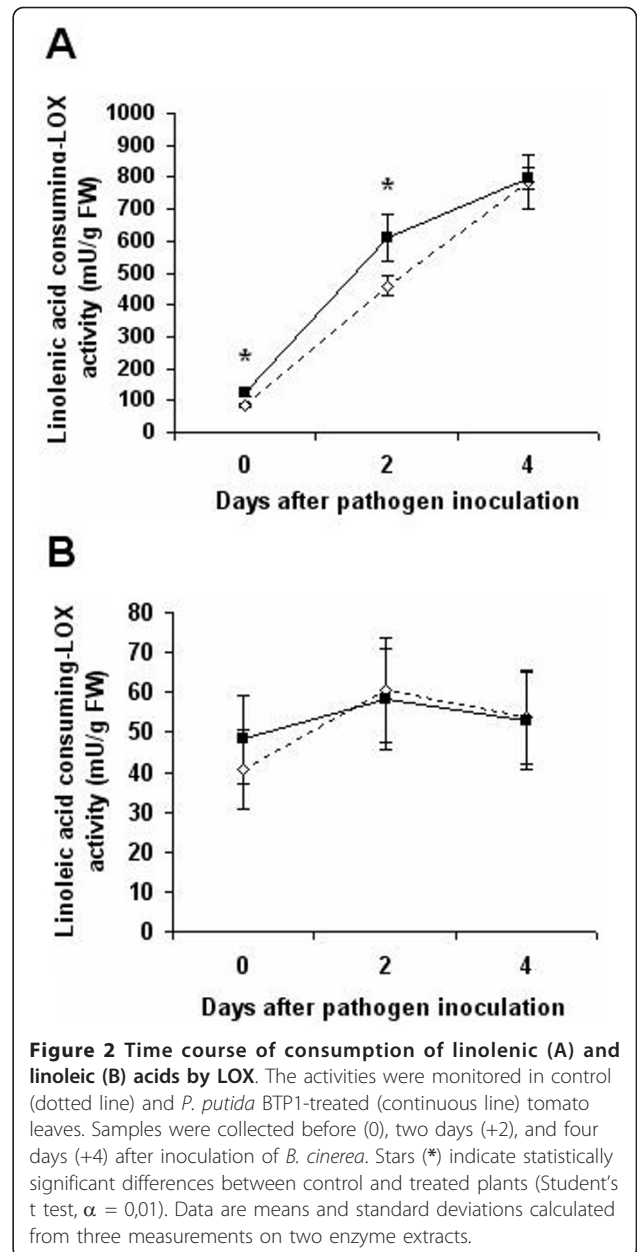 A
Linolenic acid consuming-LOX
activity (mU/g FW)
1000
900
800
700
600
500
400
300
200
100
0
*
*
0 2 4
Days after pathogen inoculation
B
Linoleic acid consuming-LOX
activity (mU/g FW)
80
70
60
50
40
30
20
10
0
0 2 4
Days after pathogen inoculation
Figure 2 Time course of consumption of linolenic (A) and
linoleic (B) acids by LOX. The activities were monitored in control
(dotted line) and P. putida BTP1-treated (continuous line) tomato
leaves. Samples were collected before (0), two days (+2), and four
days (+4) after inoculation of B. cinerea. Stars (*) indicate statistically
significant differences between control and treated plants (Student's
t test, α = 0,01). Data are means and standard deviations calculated
from three measurements on two enzyme extracts.